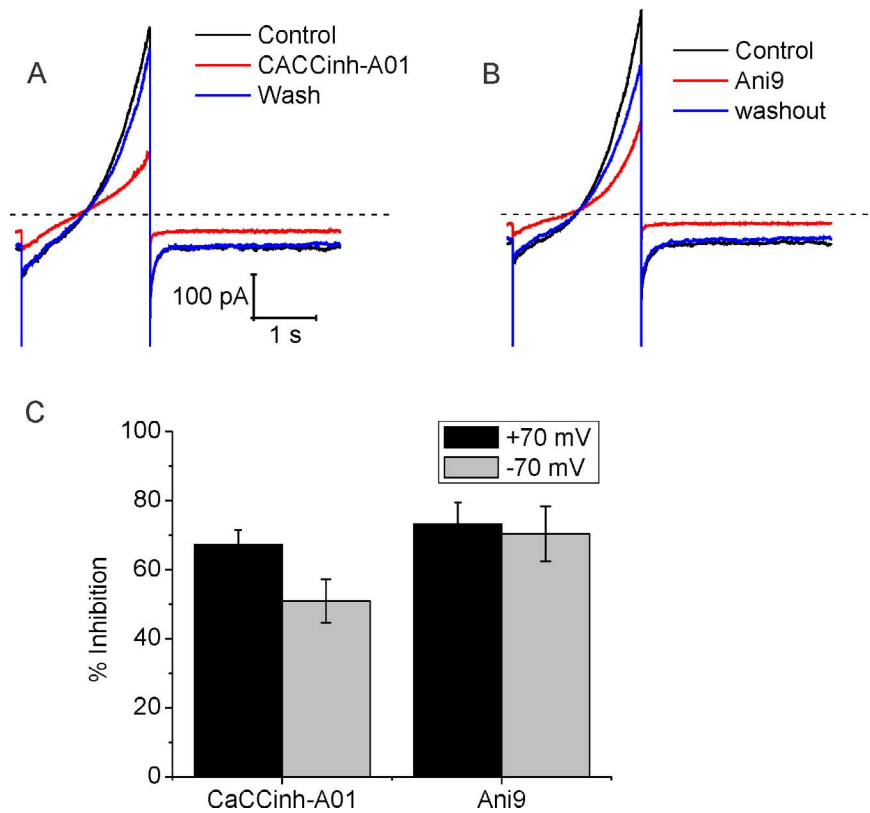 A
Control
CACCinh-A01
Wash
100 pA
1 s
B
Control
Ani9
washout
C
+70 mV
-70 mV
% Inhibition
100
80
60
40
20
0
CaCCinh-A01
Ani9